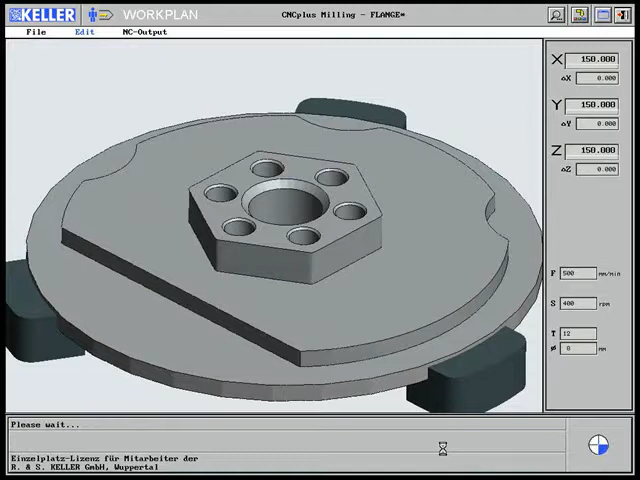 KELLER WORKPLAN CNCplus Milling - FLANGE*
File Edit NC-Output
X 150.000
ΔX 0.000
Y 150.000
ΔY 0.000
Z 150.000
ΔZ 0.000
F 500 mm/min
S 400 rpm
T 12
ø 8 mm
Please wait...
Einzelplatz-Lizenz für Mitarbeiter der
R. & S. KELLER GmbH, Wuppertal